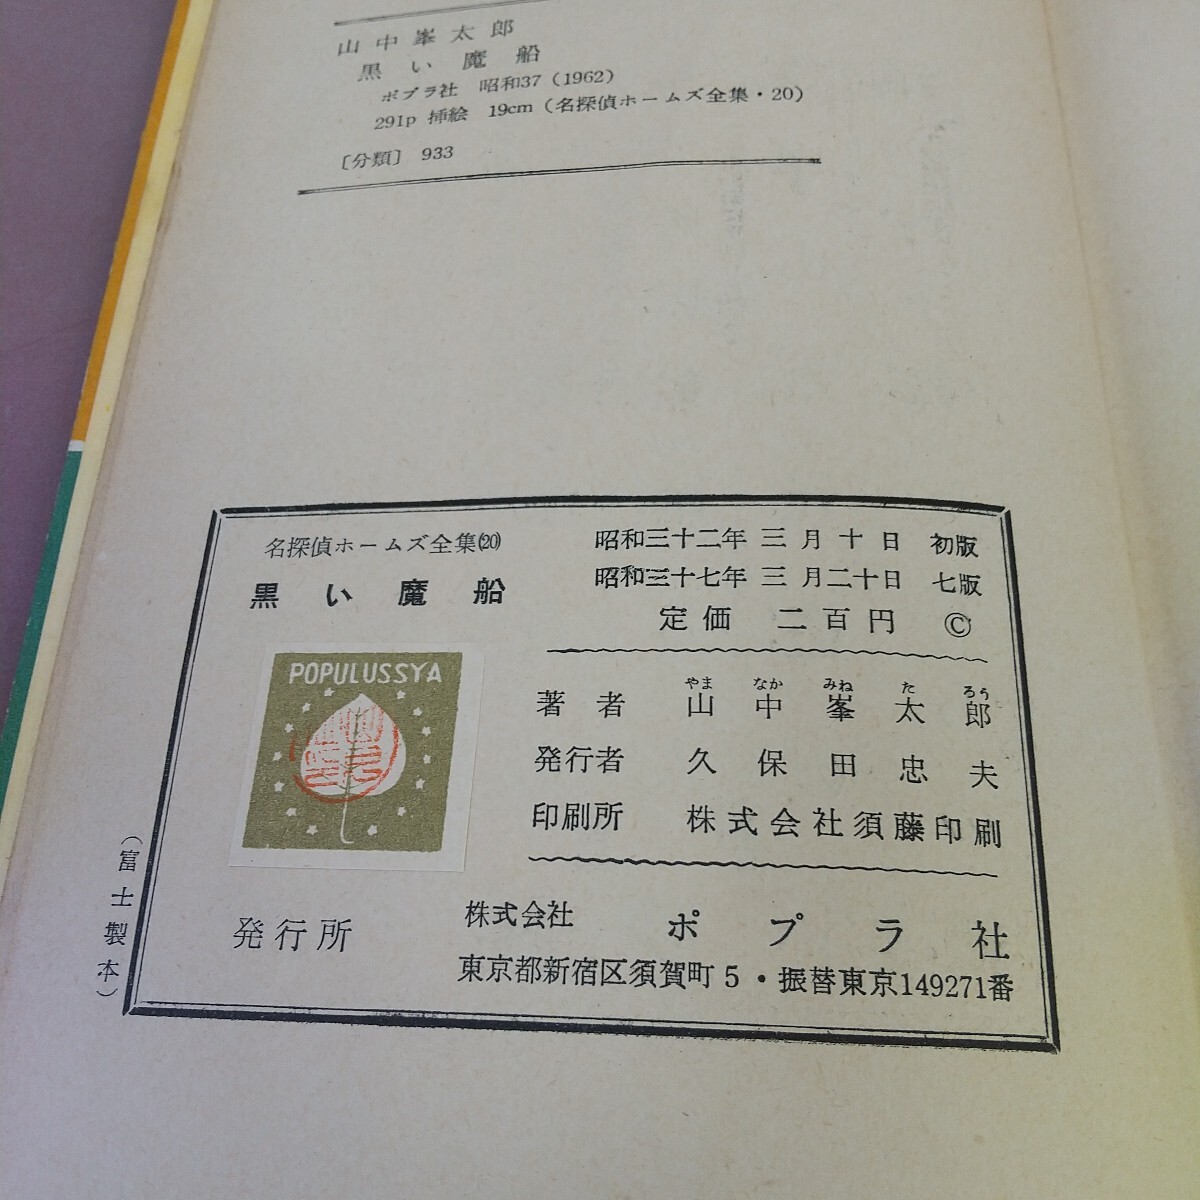 山中峯太郎
黒い魔船
ポプラ社 昭和37 (1962)
291p 挿絵 19cm (名探偵ホームズ全集・20)
〔分類〕 933
名探偵ホームズ全集(20)
黒い魔船
昭和三十二年三月十日 初版
昭和三十七年三月二十日 七版
定価 二百円 ©
POPULUSSYA
やま なか みね た ろう
著者 山中峯太郎
発行者 久保田忠夫
印刷所 株式会社須藤印刷
発行所 株式会社 ポプラ社
東京都新宿区須賀町5・振替東京149271番
(富士製本)